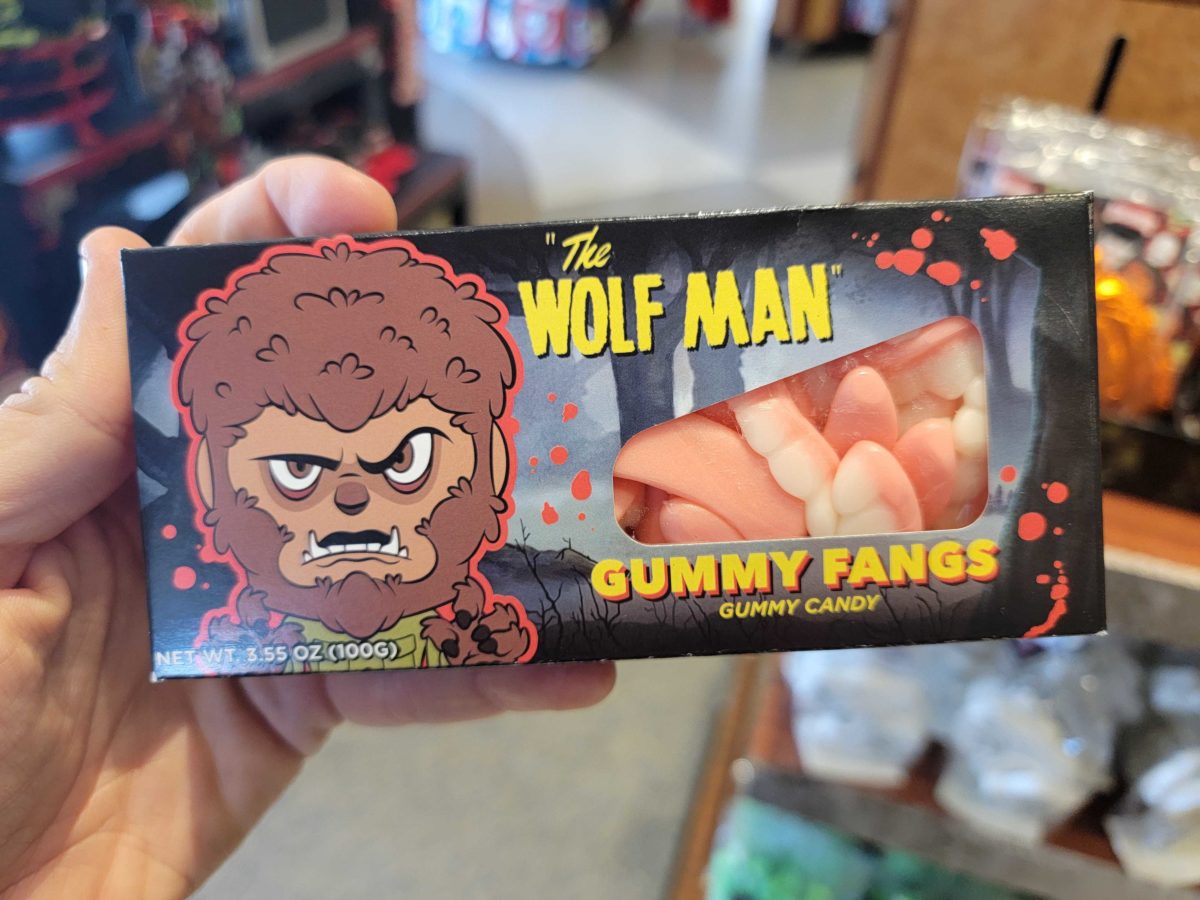 "The
WOLF MAN"
GUMMY FANGS
GUMMY CANDY
NET WT. 3.55 OZ (100G)